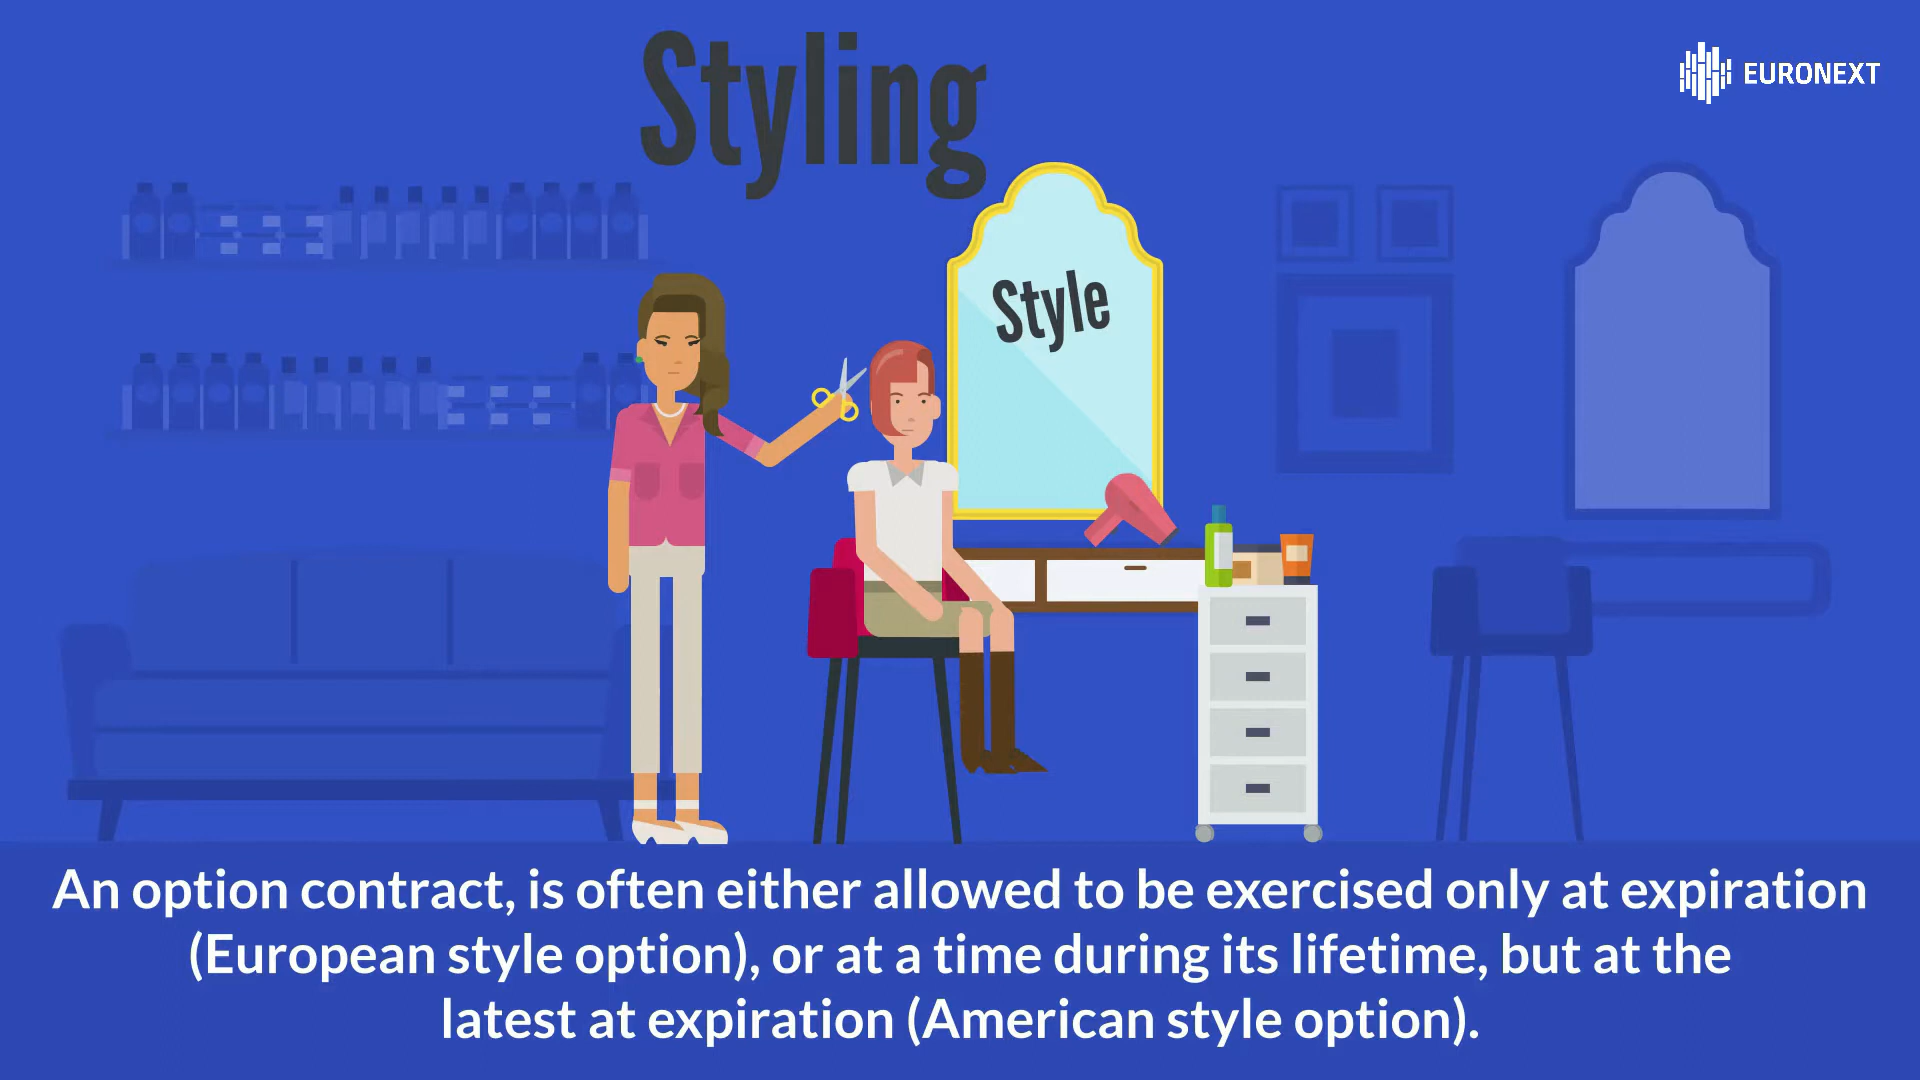 Styling
EURONEXT
Style
An option contract, is often either allowed to be exercised only at expiration
(European style option), or at a time during its lifetime, but at the
latest at expiration (American style option).